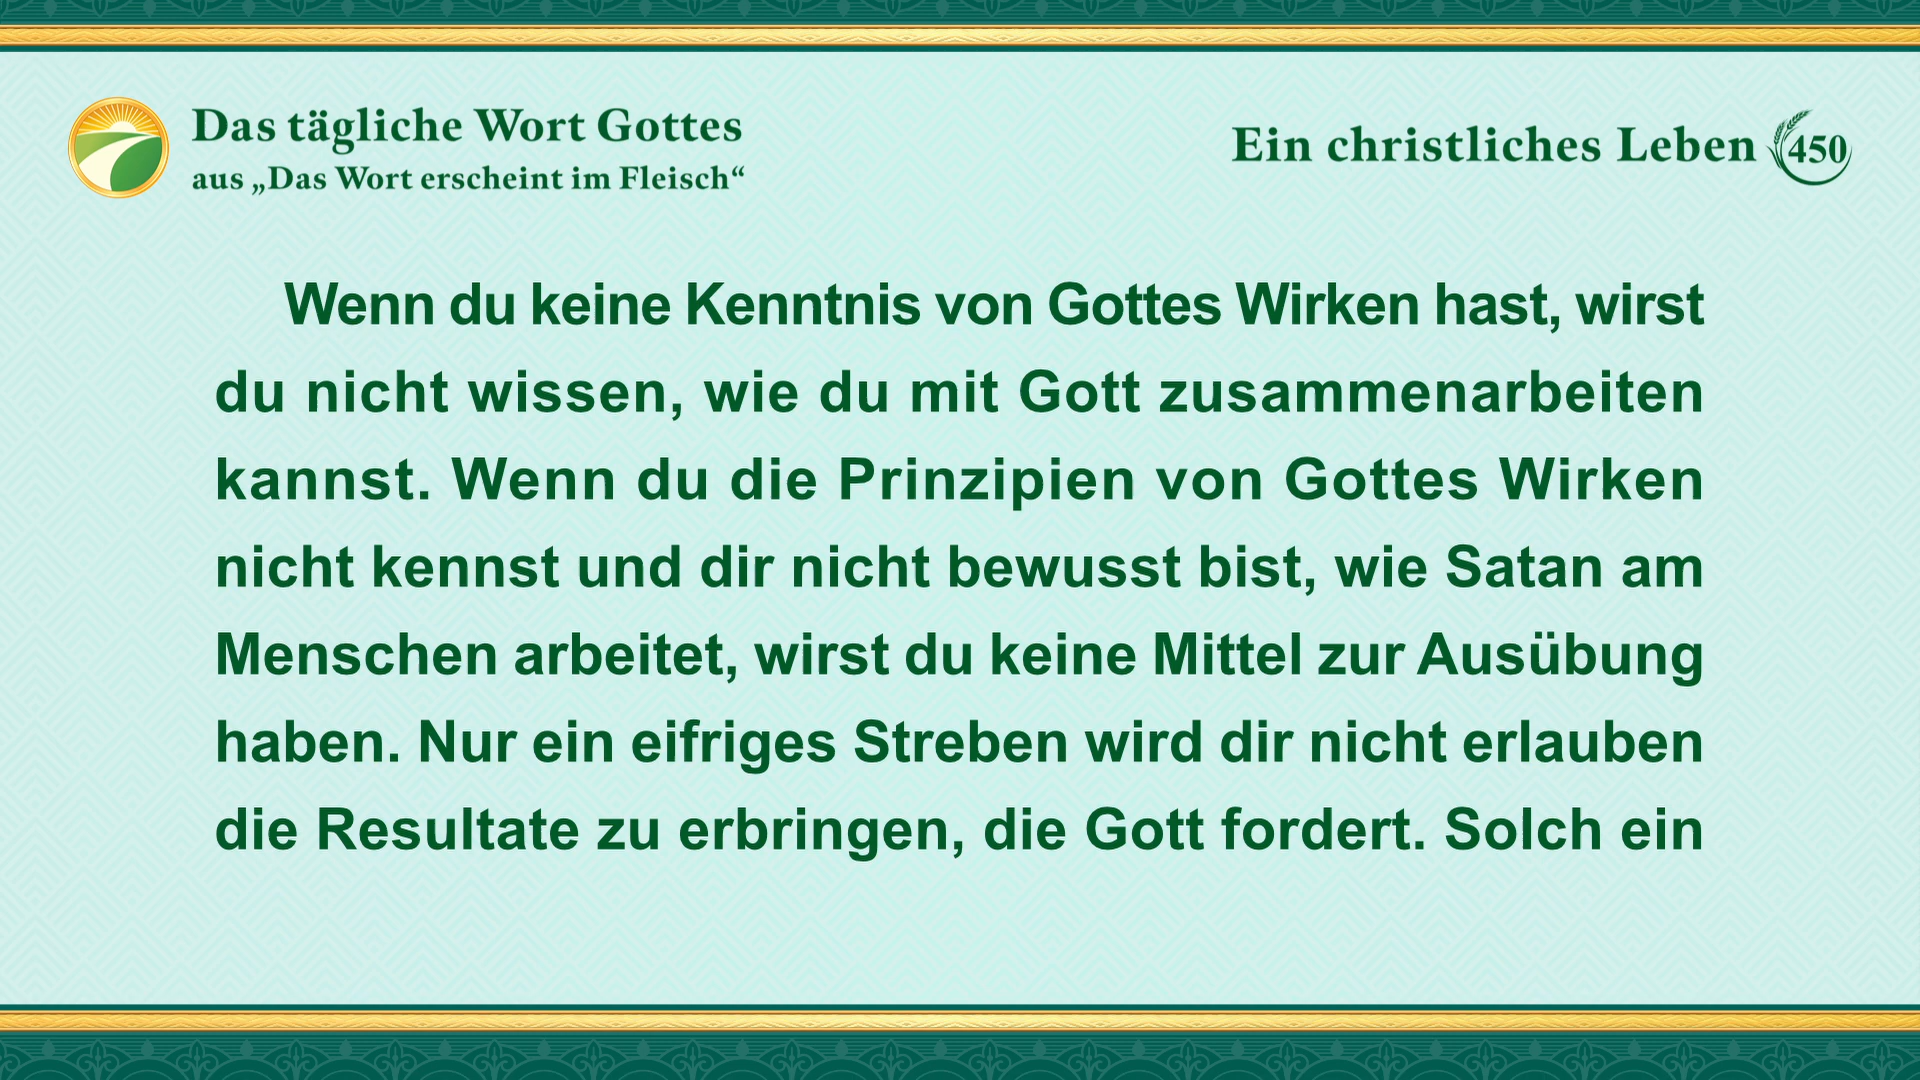 Das tägliche Wort Gottes
aus „Das Wort erscheint im Fleisch“
Ein christliches Leben 450
Wenn du keine Kenntnis von Gottes Wirken hast, wirst
du nicht wissen, wie du mit Gott zusammenarbeiten
kannst. Wenn du die Prinzipien von Gottes Wirken
nicht kennst und dir nicht bewusst bist, wie Satan am
Menschen arbeitet, wirst du keine Mittel zur Ausübung
haben. Nur ein eifriges Streben wird dir nicht erlauben
die Resultate zu erbringen, die Gott fordert. Solch ein